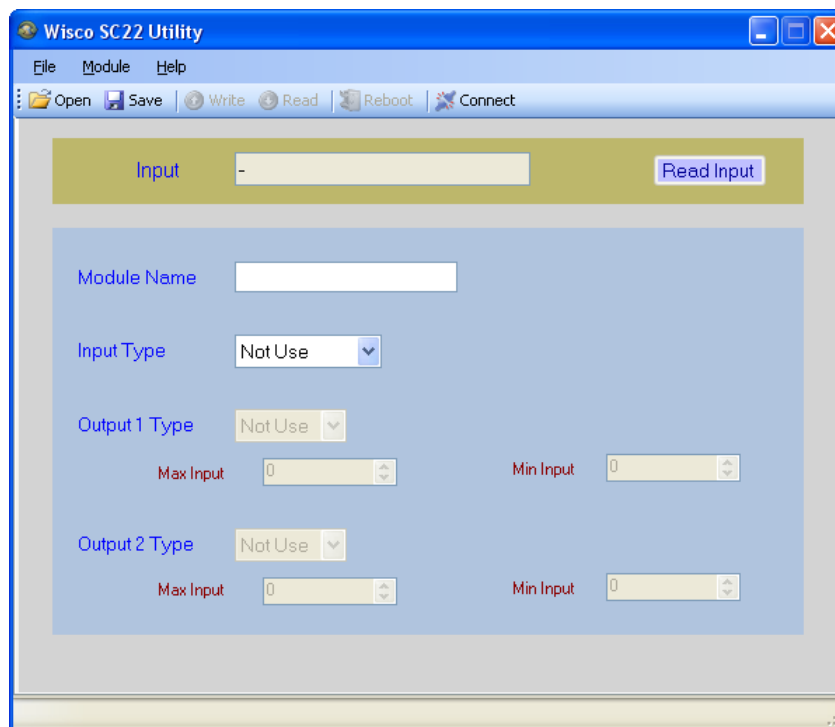 Wisco SC22 Utility
File Module Help
Open Save Write Read Reboot Connect
Input - Read Input
Module Name
Input Type Not Use
Output 1 Type Not Use
Max Input 0 Min Input 0
Output 2 Type Not Use
Max Input 0 Min Input 0